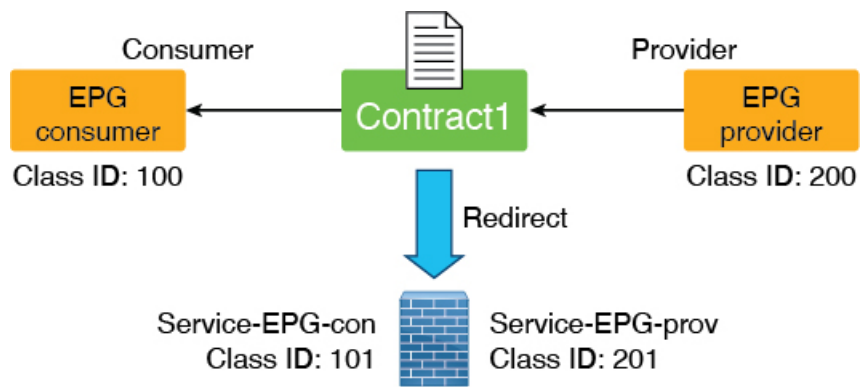 Consumer
Provider
EPG
consumer
Contract1
EPG
provider
Class ID: 100
Class ID: 200
Redirect
Service-EPG-con
Class ID: 101
Service-EPG-prov
Class ID: 201